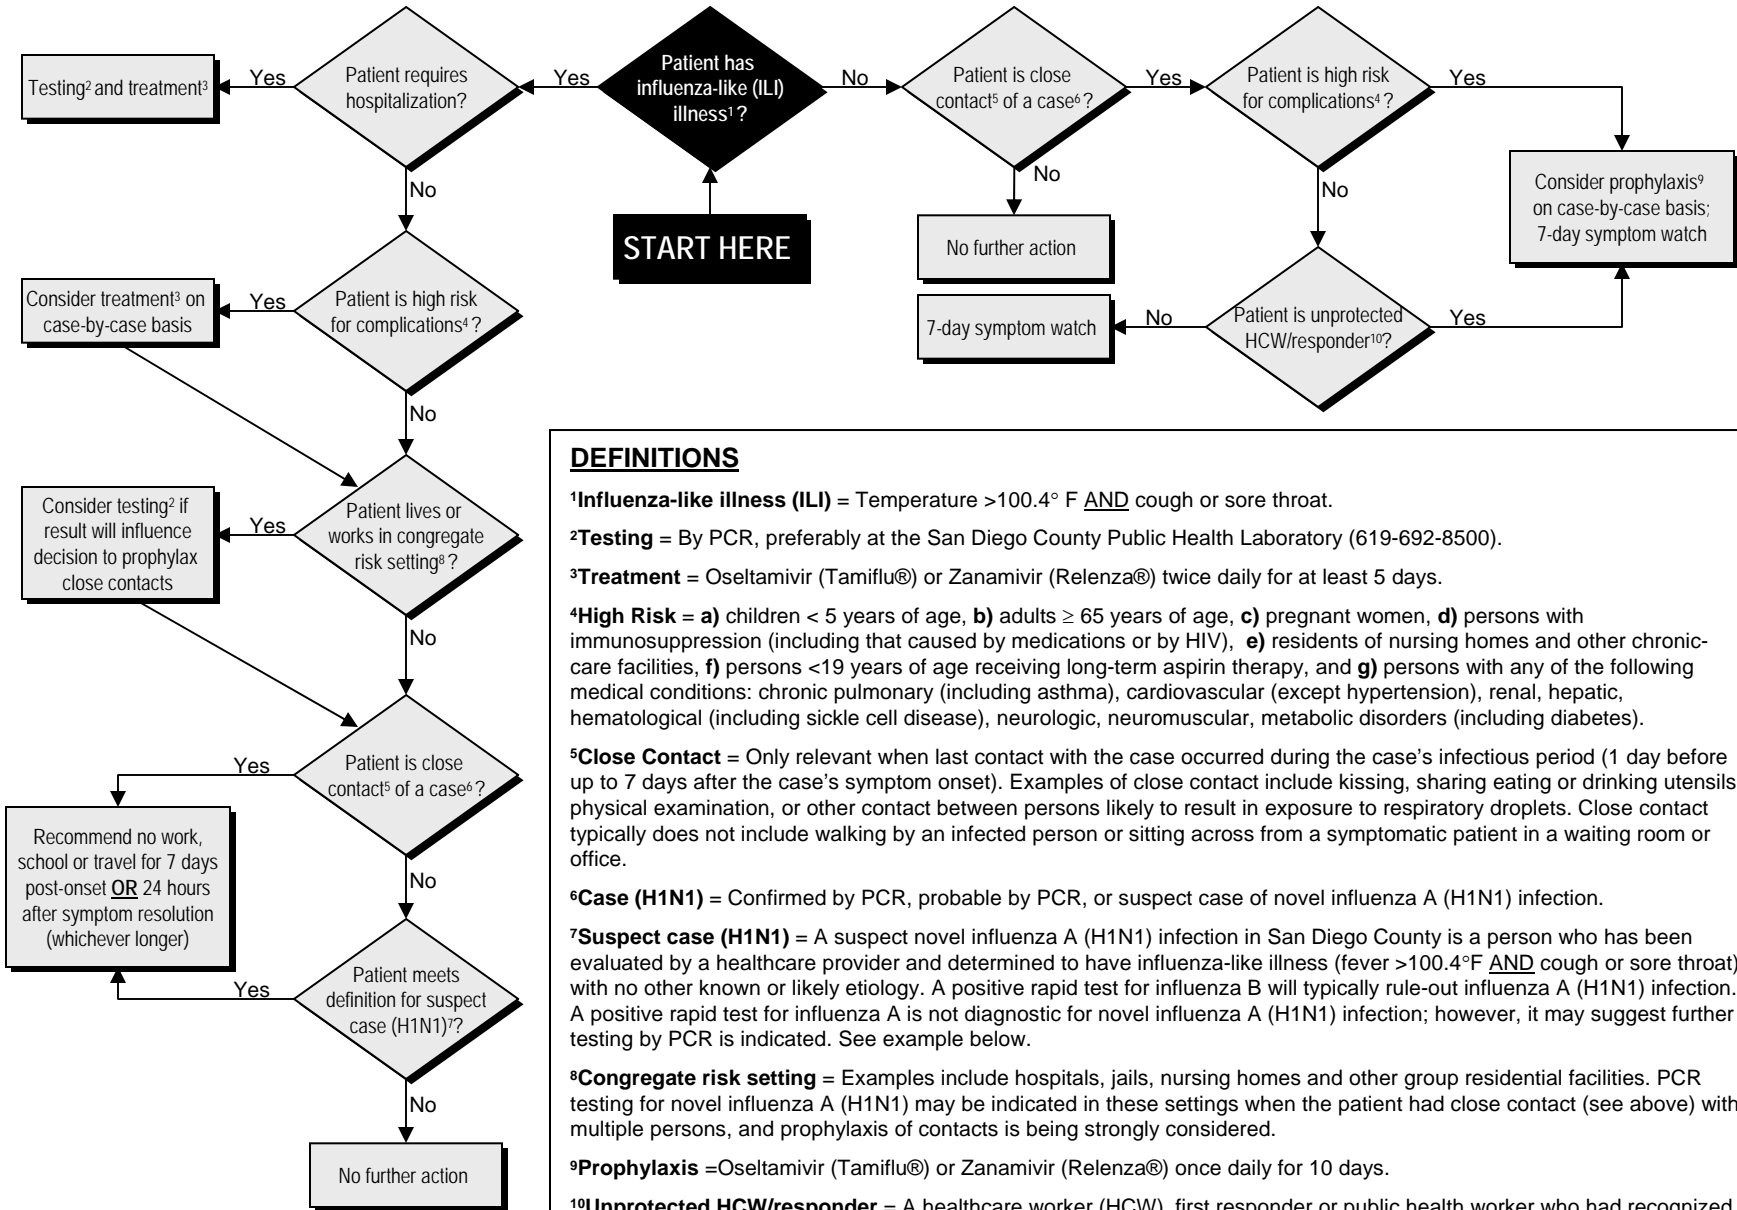 Testing² and treatment³
Yes
Patient requires
hospitalization?
Yes
Patient has
influenza-like (ILI)
illness¹?
No
Patient is close
contact⁵ of a case⁶?
Yes
Patient is high risk
for complications⁴?
Yes
No
START HERE
No
No further action
No
Consider prophylaxis⁹
on case-by-case basis;
7-day symptom watch
Consider treatment³ on
case-by-case basis
Yes
Patient is high risk
for complications⁴?
7-day symptom watch
No
Patient is unprotected
HCW/responder¹⁰?
Yes
No
Consider testing² if
result will influence
decision to prophylax
close contacts
Yes
Patient lives or
works in congregate
risk setting⁸?
No
Yes
Patient is close
contact⁵ of a case⁶?
Recommend no work,
school or travel for 7 days
post-onset OR 24 hours
after symptom resolution
(whichever longer)
No
Yes
Patient meets
definition for suspect
case (H1N1)⁷?
No
No further action
DEFINITIONS
¹Influenza-like illness (ILI) = Temperature >100.4° F AND cough or sore throat.
²Testing = By PCR, preferably at the San Diego County Public Health Laboratory (619-692-8500).
³Treatment = Oseltamivir (Tamiflu®) or Zanamivir (Relenza®) twice daily for at least 5 days.
⁴High Risk = a) children < 5 years of age, b) adults ≥ 65 years of age, c) pregnant women, d) persons with
immunosuppression (including that caused by medications or by HIV), e) residents of nursing homes and other chronic-
care facilities, f) persons <19 years of age receiving long-term aspirin therapy, and g) persons with any of the following
medical conditions: chronic pulmonary (including asthma), cardiovascular (except hypertension), renal, hepatic,
hematological (including sickle cell disease), neurologic, neuromuscular, metabolic disorders (including diabetes).
⁵Close Contact = Only relevant when last contact with the case occurred during the case's infectious period (1 day before
up to 7 days after the case's symptom onset). Examples of close contact include kissing, sharing eating or drinking utensils
physical examination, or other contact between persons likely to result in exposure to respiratory droplets. Close contact
typically does not include walking by an infected person or sitting across from a symptomatic patient in a waiting room or
office.
⁶Case (H1N1) = Confirmed by PCR, probable by PCR, or suspect case of novel influenza A (H1N1) infection.
⁷Suspect case (H1N1) = A suspect novel influenza A (H1N1) infection in San Diego County is a person who has been
evaluated by a healthcare provider and determined to have influenza-like illness (fever >100.4°F AND cough or sore throat)
with no other known or likely etiology. A positive rapid test for influenza B will typically rule-out influenza A (H1N1) infection.
A positive rapid test for influenza A is not diagnostic for novel influenza A (H1N1) infection; however, it may suggest further
testing by PCR is indicated. See example below.
⁸Congregate risk setting = Examples include hospitals, jails, nursing homes and other group residential facilities. PCR
testing for novel influenza A (H1N1) may be indicated in these settings when the patient had close contact (see above) with
multiple persons, and prophylaxis of contacts is being strongly considered.
⁹Prophylaxis =Oseltamivir (Tamiflu®) or Zanamivir (Relenza®) once daily for 10 days.
¹⁰Unprotected HCW/responder = A healthcare worker (HCW), first responder or public health worker who had recognized